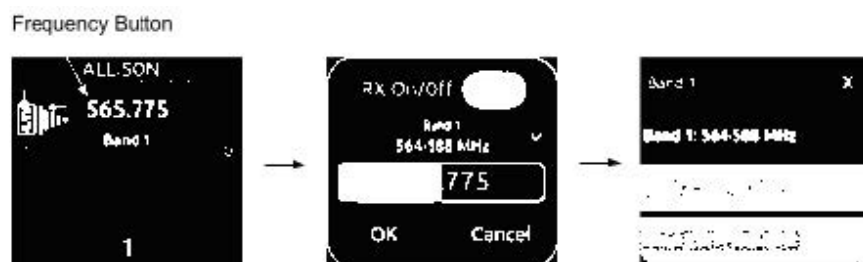 Frequency Button
ALL-SON
565.775
Band 1
1
RX On/Off
Band 1
564-588 MHz
.775
OK
Cancel
Band 1 X
Band 1: 564-588 MHz